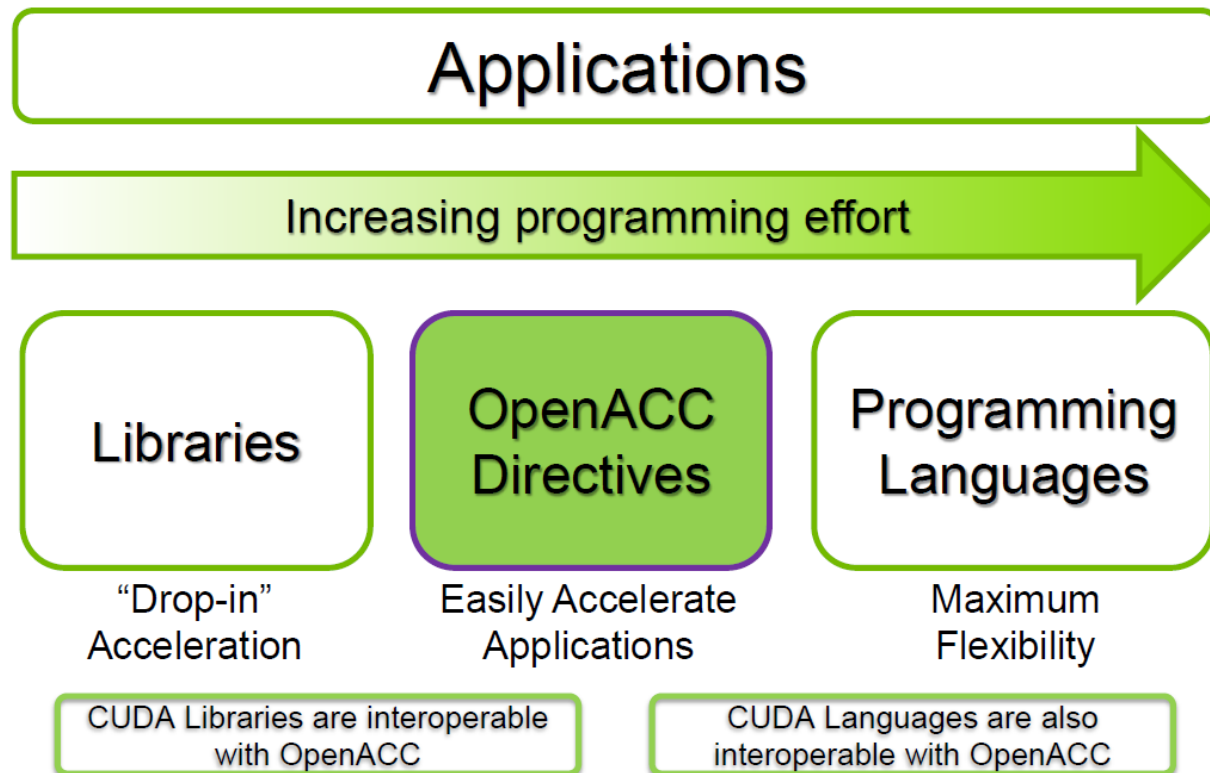 Applications
Increasing programming effort
Libraries
OpenACC
Directives
Programming
Languages
“Drop-in”
Acceleration
Easily Accelerate
Applications
Maximum
Flexibility
CUDA Libraries are interoperable
with OpenACC
CUDA Languages are also
interoperable with OpenACC